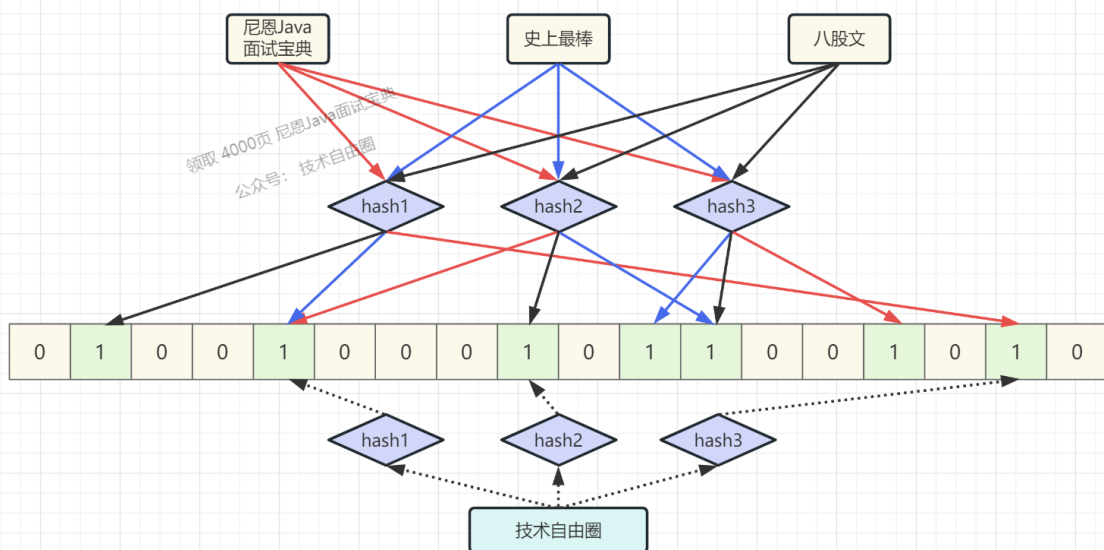 尼恩Java
面试宝典
史上最棒
八股文
领取 4000页 尼恩Java面试宝典
公众号： 技术自由圈
hash1
hash2
hash3
0 1 0 0 1 0 0 0 1 0 1 1 0 0 1 0 1 0
hash1
hash2
hash3
技术自由圈